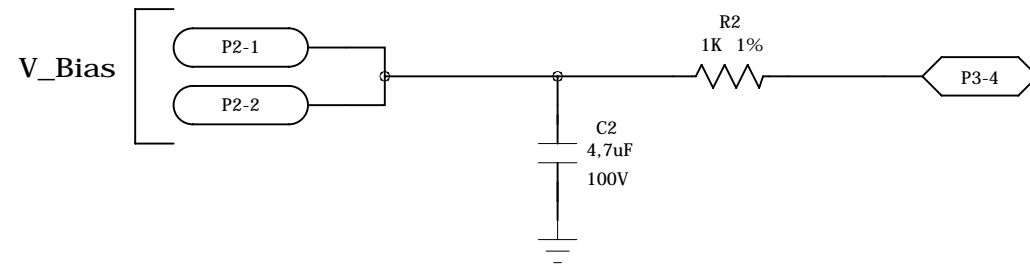 V_Bias
P2-1
P2-2
R2
1K 1%
P3-4
C2
4,7uF
100V